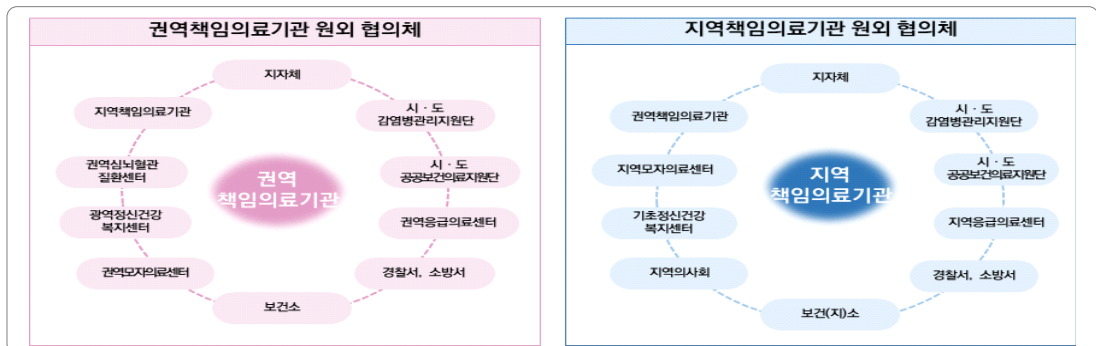 권역책임의료기관 원외 협의체
지자체
지역책임의료기관
시 · 도
감염병관리지원단
권역심뇌혈관
질환센터
시 · 도
공공보건의료지원단
권역
책임의료기관
광역정신건강
복지센터
권역응급의료센터
권역모자의료센터
경찰서, 소방서
보건소
지역책임의료기관 원외 협의체
지자체
권역책임의료기관
시 · 도
감염병관리지원단
지역모자의료센터
시 · 도
공공보건의료지원단
지역
책임의료기관
기초정신건강
복지센터
지역응급의료센터
지역의사회
경찰서, 소방서
보건(지)소